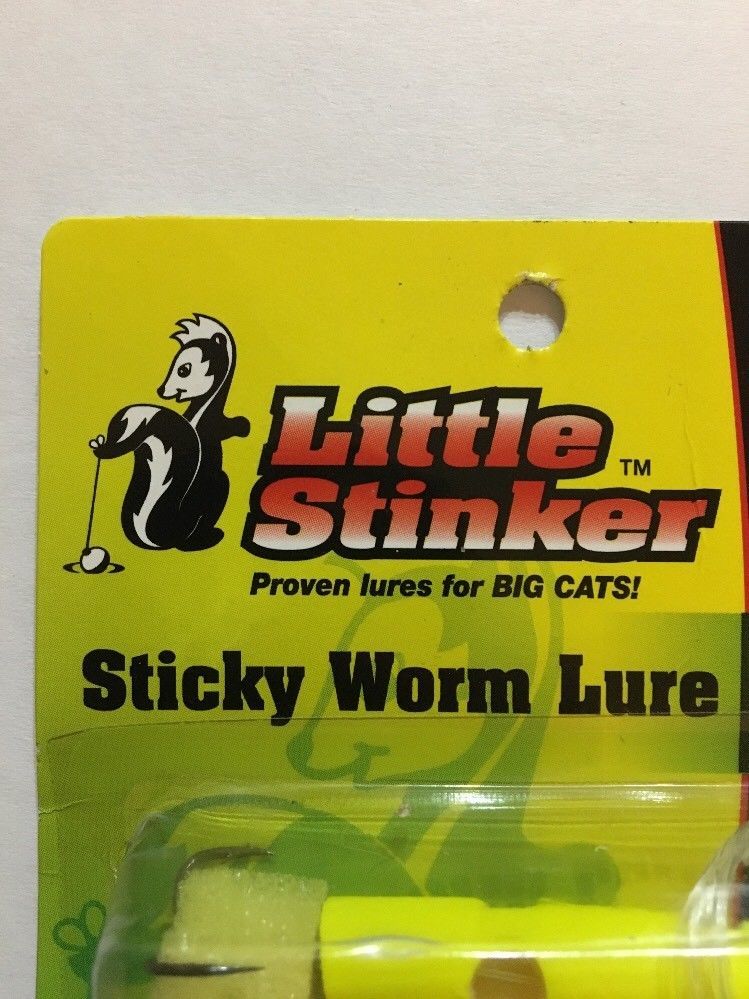 Little
Stinker™
Proven lures for BIG CATS!
Sticky Worm Lure